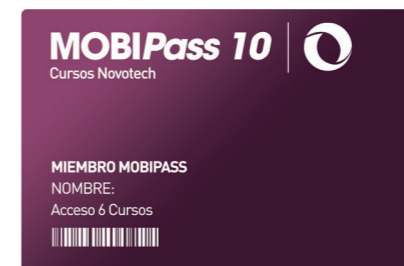 MOBIPass 10
Cursos Novotech
MIEMBRO MOBIPASS
NOMBRE:
Acceso 6 Cursos